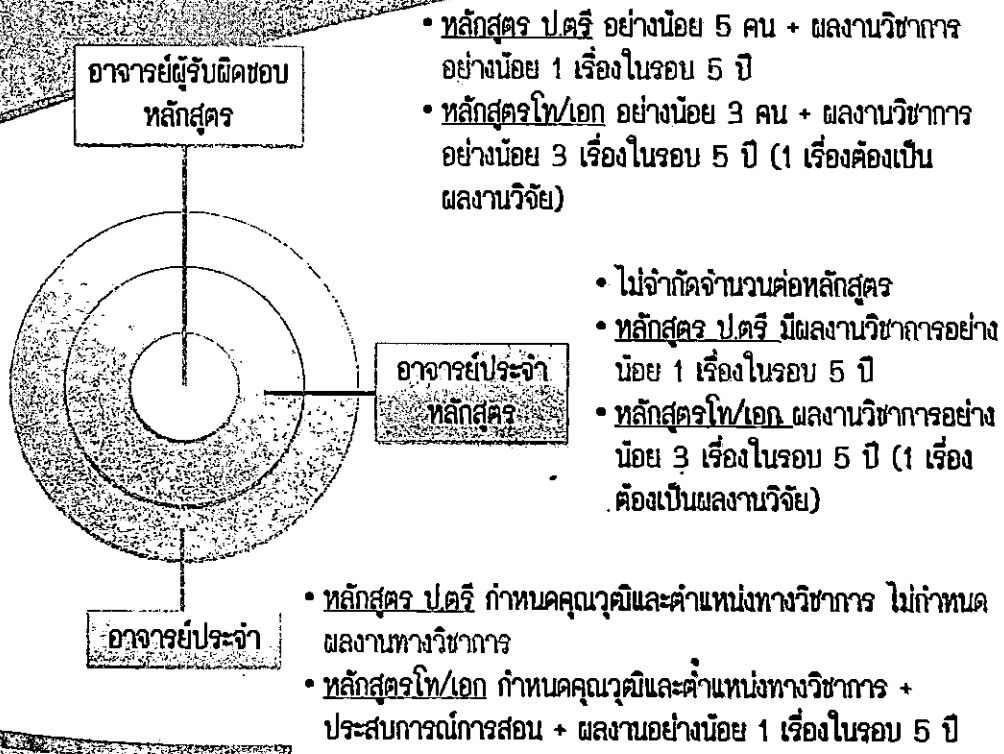 อาจารย์ผู้รับผิดชอบ
หลักสูตร
• หลักสูตร ป.ตรี อย่างน้อย 5 คน + ผลงานวิชาการ
อย่างน้อย 1 เรื่องในรอบ 5 ปี
• หลักสูตรโท/เอก อย่างน้อย 3 คน + ผลงานวิชาการ
อย่างน้อย 3 เรื่องในรอบ 5 ปี (1 เรื่องต้องเป็น
ผลงานวิจัย)
อาจารย์ประจำ
หลักสูตร
• ไม่จำกัดจำนวนต่อหลักสูตร
• หลักสูตร ป.ตรี มีผลงานวิชาการอย่าง
น้อย 1 เรื่องในรอบ 5 ปี
• หลักสูตรโท/เอก ผลงานวิชาการอย่าง
น้อย 3 เรื่องในรอบ 5 ปี (1 เรื่อง
ต้องเป็นผลงานวิจัย)
อาจารย์ประจำ
• หลักสูตร ป.ตรี กำหนดคุณวุฒิและตำแหน่งทางวิชาการ ไม่กำหนด
ผลงานทางวิชาการ
• หลักสูตรโท/เอก กำหนดคุณวุฒิและตำแหน่งทางวิชาการ +
ประสบการณ์การสอน + ผลงานอย่างน้อย 1 เรื่องในรอบ 5 ปี